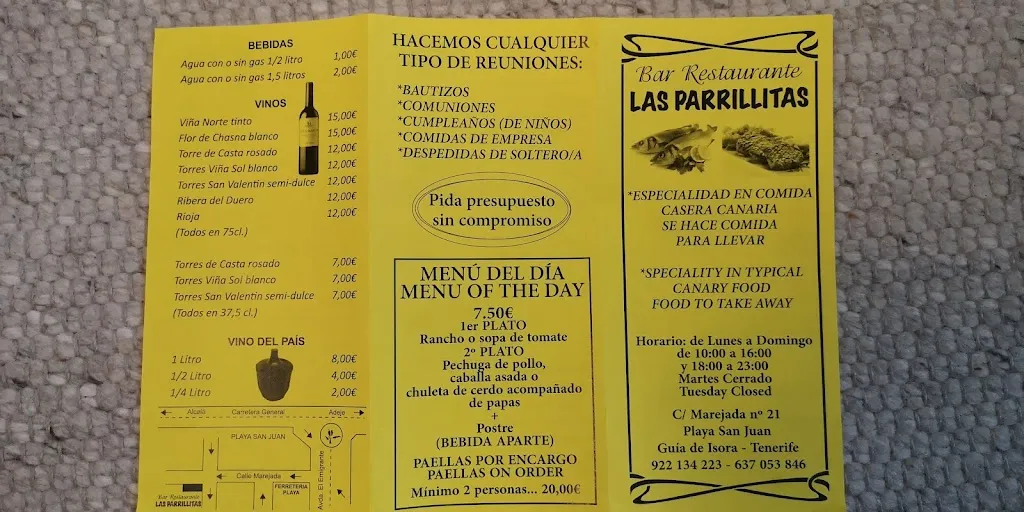 BEBIDAS
Agua con o sin gas 1/2 litro 1,00€
Agua con o sin gas 1,5 litros 2,00€
VINOS
Viña Norte tinto 15,00€
Flor de Chasna blanco 15,00€
Torre de Casta rosado 12,00€
Torres Viña Sol blanco 12,00€
Torres San Valentín semi-dulce 12,00€
Ribera del Duero 12,00€
Rioja 12,00€
(Todos en 75cl.)
Torres de Casta rosado 7,00€
Torres Viña Sol blanco 7,00€
Torres San Valentin semi-dulce 7,00€
(Todos en 37,5 cl.)
VINO DEL PAÍS
1 Litro 8,00€
1/2 Litro 4,00€
1/4 Litro 2,00€
Alcalá Carretera General Adeje
PLAYA SAN JUAN
Calle Marejada
Avda. El Emigrante
FERRETERIA
PLAYA
Bar Restaurante
LAS PARRILLITAS
HACEMOS CUALQUIER
TIPO DE REUNIONES:
*BAUTIZOS
*COMUNIONES
*CUMPLEAÑOS (DE NIÑOS)
*COMIDAS DE EMPRESA
*DESPEDIDAS DE SOLTERO/A
Pida presupuesto
sin compromiso
MENÚ DEL DÍA
MENU OF THE DAY
7.50€
1er PLATO
Rancho o sopa de tomate
2º PLATO
Pechuga de pollo,
caballa asada o
chuleta de cerdo acompañado
de papas
+
Postre
(BEBIDA APARTE)
PAELLAS POR ENCARGO
PAELLAS ON ORDER
Mínimo 2 personas... 20,00€
Bar Restaurante
LAS PARRILLITAS
*ESPECIALIDAD EN COMIDA
CASERA CANARIA
SE HACE COMIDA
PARA LLEVAR
*SPECIALITY IN TYPICAL
CANARY FOOD
FOOD TO TAKE AWAY
Horario: de Lunes a Domingo
de 10:00 a 16:00
y 18:00 a 23:00
Martes Cerrado
Tuesday Closed
C/ Marejada nº 21
Playa San Juan
Guía de Isora - Tenerife
922 134 223 - 637 053 846